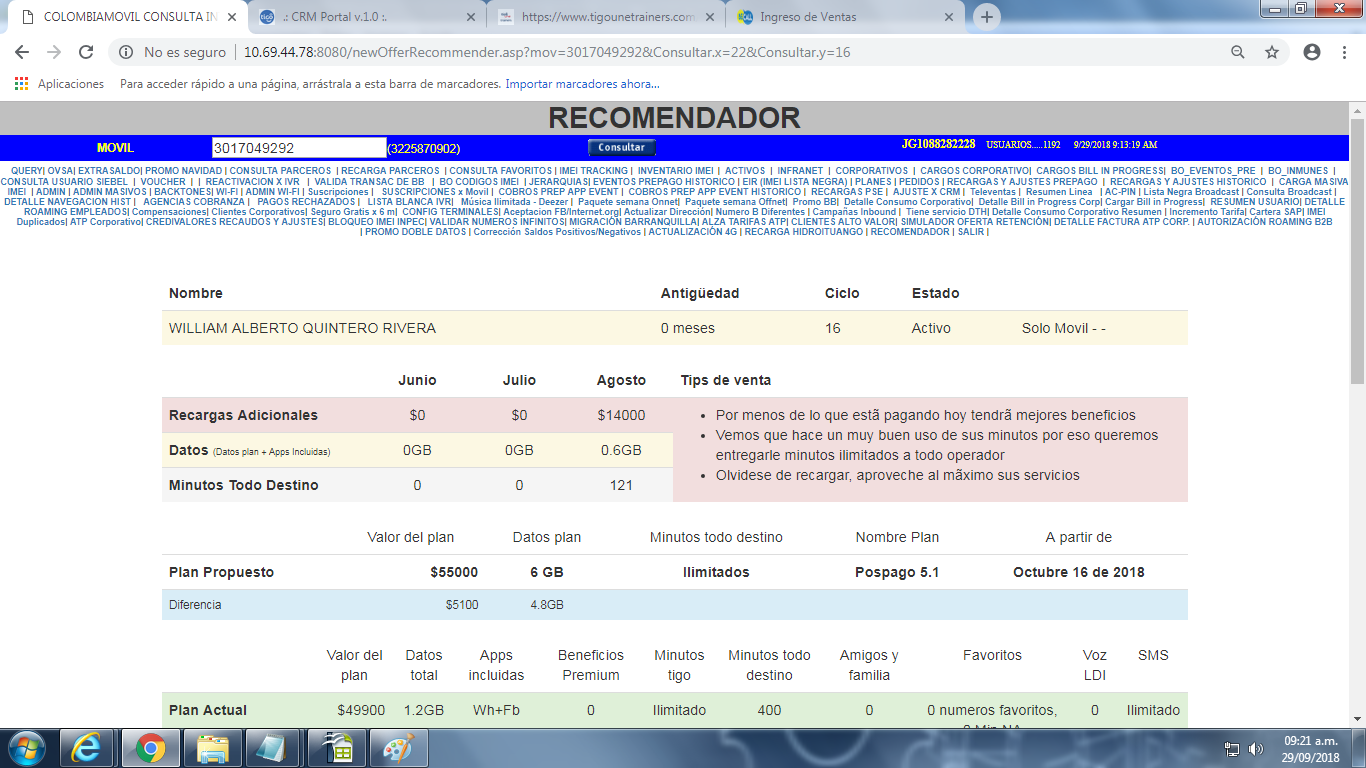 COLOMBIAMOVIL CONSULTA IN
.: CRM Portal v.1.0 :.
https://www.tigounetrainers.com
Ingreso de Ventas
No es seguro
10.69.44.78:8080/newOfferRecommender.asp?mov=3017049292&Consultar.x=22&Consultar.y=16
Aplicaciones
Para acceder rápido a una página, arrástrala a esta barra de marcadores. Importar marcadores ahora...
RECOMENDADOR
MOVIL 3017049292 (3225870902) Consultar JG1088282228 USUARIOS.....1192 9/29/2018 9:13:19 AM
QUERY| OVSA| EXTRASALDO| PROMO NAVIDAD | CONSULTA PARCEROS | RECARGA PARCEROS | CONSULTA FAVORITOS | IMEI TRACKING | INVENTARIO IMEI | ACTIVOS | INFRANET | CORPORATIVOS | CARGOS CORPORATIVO| CARGOS BILL IN PROGRESS| BO_EVENTOS_PRE | BO_INMUNES |
CONSULTA USUARIO SIEBEL | VOUCHER | | REACTIVACION X IVR | VALIDA TRANSAC DE BB | BO CODIGOS IMEI | JERARQUIAS| EVENTOS PREPAGO HISTORICO | EIR (IMEI LISTA NEGRA) | PLANES | PEDIDOS | RECARGAS Y AJUSTES PREPAGO | RECARGAS Y AJUSTES HISTORICO | CARGA MASIVA
IMEI | ADMIN | ADMIN MASIVOS | BACKTONES| WI-FI | ADMIN WI-FI | Suscripciones | SUSCRIPCIONES x Movil | COBROS PREP APP EVENT | COBROS PREP APP EVENT HISTORICO | RECARGAS PSE | AJUSTE X CRM | Televentas | Resumen Linea | AC-PIN | Lista Negra Broadcast | Consulta Broadcast |
DETALLE NAVEGACION HIST | AGENCIAS COBRANZA | PAGOS RECHAZADOS | LISTA BLANCA IVR| Música Ilimitada - Deezer | Paquete semana Onnet| Paquete semana Offnet| Promo BB| Detalle Consumo Corporativo| Detalle Bill in Progress Corp| Cargar Bill in Progress| RESUMEN USUARIO| DETALLE
ROAMING EMPLEADOS| Compensaciones| Clientes Corporativos| Seguro Gratis x 6 m| CONFIG TERMINALES| Aceptacion FB/Internet.org| Actualizar Dirección| Numero B Diferentes | Campañas Inbound | Tiene servicio DTH| Detalle Consumo Corporativo Resumen | Incremento Tarifa| Cartera SAP| IMEI
Duplicados| ATP Corporativo| CREDIVALORES RECAUDOS Y AJUSTES| BLOQUEO IMEI INPEC| VALIDAR NUMEROS INFINITOS| MIGRACIÓN BARRANQUILLA| ALZA TARIFAS ATP| CLIENTES ALTO VALOR| SIMULADOR OFERTA RETENCIÓN| DETALLE FACTURA ATP CORP. | AUTORIZACIÓN ROAMING B2B
| PROMO DOBLE DATOS | Corrección Saldos Positivos/Negativos | ACTUALIZACIÓN 4G | RECARGA HIDROITUANGO | RECOMENDADOR | SALIR |
Nombre Antigüedad Ciclo Estado
WILLIAM ALBERTO QUINTERO RIVERA 0 meses 16 Activo Solo Movil - -
Junio Julio Agosto Tips de venta
Recargas Adicionales $0 $0 $14000
Datos (Datos plan + Apps Incluidas) 0GB 0GB 0.6GB
Minutos Todo Destino 0 0 121
• Por menos de lo que estã pagando hoy tendrã mejores beneficios
• Vemos que hace un muy buen uso de sus minutos por eso queremos
entregarle minutos ilimitados a todo operador
• Olvidese de recargar, aproveche al mãximo sus servicios
Valor del plan Datos plan Minutos todo destino Nombre Plan A partir de
Plan Propuesto $55000 6 GB Ilimitados Pospago 5.1 Octubre 16 de 2018
Diferencia $5100 4.8GB
Valor del plan Datos total Apps incluidas Beneficios Premium Minutos tigo Minutos todo destino Amigos y familia Favoritos Voz LDI SMS
Plan Actual $49900 1.2GB Wh+Fb 0 Ilimitado 400 0 0 numeros favoritos, 0 Ilimitado
09:21 a.m.
29/09/2018